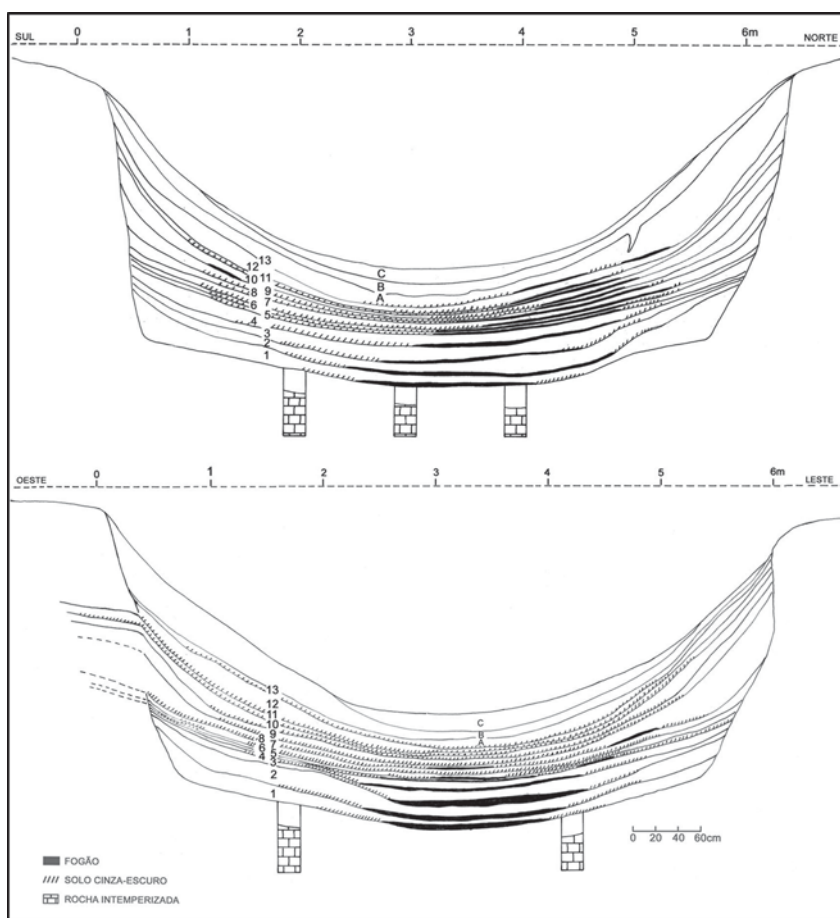 0 1 2 3 4 5 6m
SUL NORTE
13
12
11
10
9
8
7
6
5
4
3
2
1
C
B
A
0 1 2 3 4 5 6m
OESTE LESTE
13
12
11
10
9
8
7
6
5
4
3
2
1
C
B
A
0 20 40 60cm
FOGÃO
SOLO CINZA-ESCURO
ROCHA INTEMPERIZADA